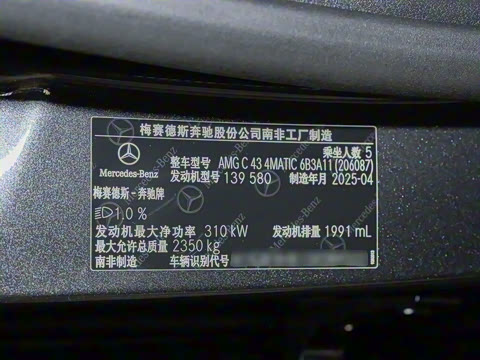 梅赛德斯奔驰股份公司南非工厂制造
乘坐人数 5
Mercedes-Benz
整车型号 AMG C 43 4MATIC 6B3A11(206087)
发动机型号 139 580 制造年月 2025-04
梅赛德斯－奔驰牌
1,0 %
发动机最大净功率 310 kW 发动机排量 1991 mL
最大允许总质量 2350 kg
南非制造 车辆识别代号